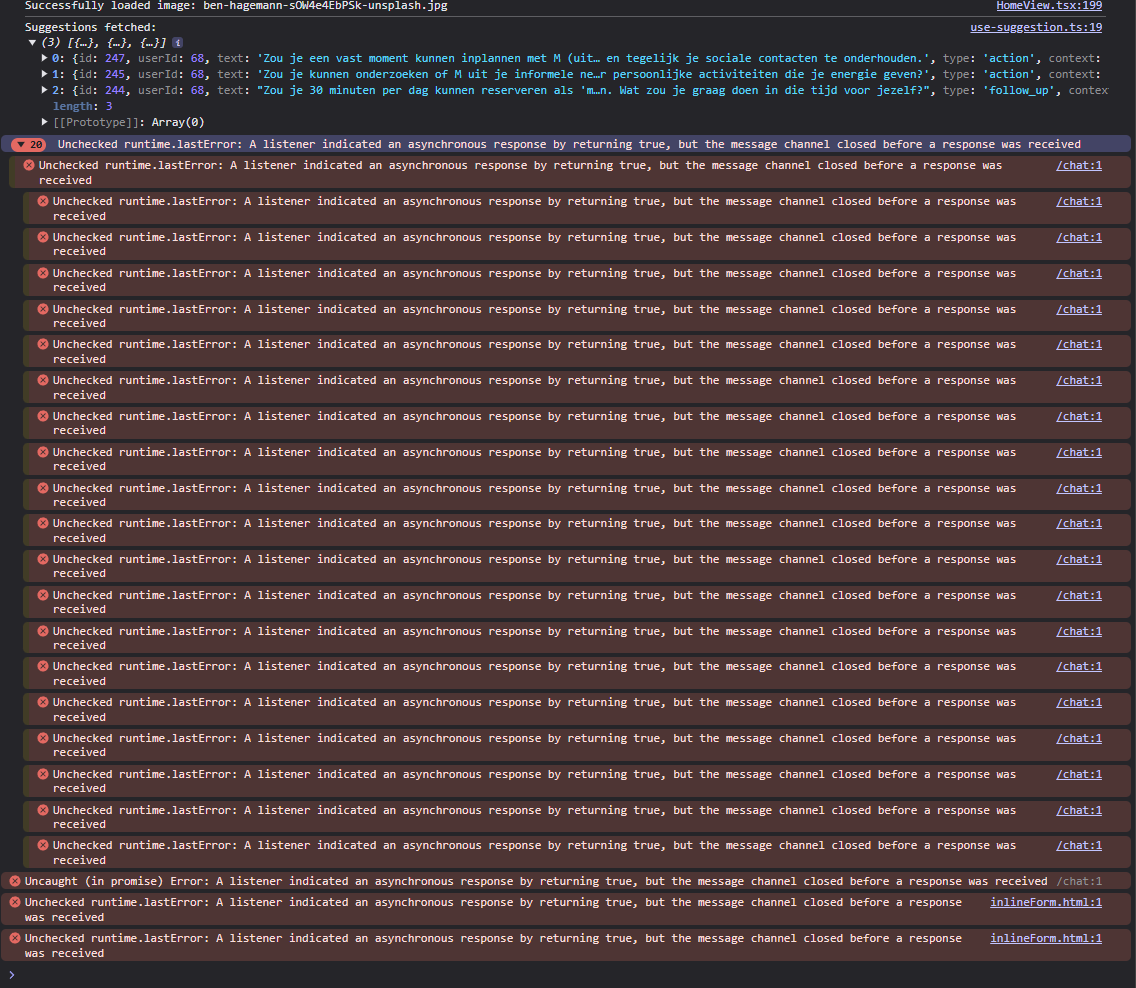 Successfully loaded image: ben-hagemann-sOW4e4EbPSk-unsplash.jpg HomeView.tsx:199
Suggestions fetched: use-suggestion.ts:19
(3) [{…}, {…}, {…}] i
0: {id: 247, userId: 68, text: 'Zou je een vast moment kunnen inplannen met M (uit… en tegelijk je sociale contacten te onderhouden.', type: 'action', context:
1: {id: 245, userId: 68, text: 'Zou je kunnen onderzoeken of M uit je informele ne…r persoonlijke activiteiten die je energie geven?', type: 'action', context:
2: {id: 244, userId: 68, text: "Zou je 30 minuten per dag kunnen reserveren als 'm…n. Wat zou je graag doen in die tijd voor jezelf?", type: 'follow_up', contex
length: 3
[[Prototype]]: Array(0)
20 Unchecked runtime.lastError: A listener indicated an asynchronous response by returning true, but the message channel closed before a response was received
Unchecked runtime.lastError: A listener indicated an asynchronous response by returning true, but the message channel closed before a response was /chat:1
received
Unchecked runtime.lastError: A listener indicated an asynchronous response by returning true, but the message channel closed before a response was /chat:1
received
Unchecked runtime.lastError: A listener indicated an asynchronous response by returning true, but the message channel closed before a response was /chat:1
received
Unchecked runtime.lastError: A listener indicated an asynchronous response by returning true, but the message channel closed before a response was /chat:1
received
Unchecked runtime.lastError: A listener indicated an asynchronous response by returning true, but the message channel closed before a response was /chat:1
received
Unchecked runtime.lastError: A listener indicated an asynchronous response by returning true, but the message channel closed before a response was /chat:1
received
Unchecked runtime.lastError: A listener indicated an asynchronous response by returning true, but the message channel closed before a response was /chat:1
received
Unchecked runtime.lastError: A listener indicated an asynchronous response by returning true, but the message channel closed before a response was /chat:1
received
Unchecked runtime.lastError: A listener indicated an asynchronous response by returning true, but the message channel closed before a response was /chat:1
received
Unchecked runtime.lastError: A listener indicated an asynchronous response by returning true, but the message channel closed before a response was /chat:1
received
Unchecked runtime.lastError: A listener indicated an asynchronous response by returning true, but the message channel closed before a response was /chat:1
received
Unchecked runtime.lastError: A listener indicated an asynchronous response by returning true, but the message channel closed before a response was /chat:1
received
Unchecked runtime.lastError: A listener indicated an asynchronous response by returning true, but the message channel closed before a response was /chat:1
received
Unchecked runtime.lastError: A listener indicated an asynchronous response by returning true, but the message channel closed before a response was /chat:1
received
Unchecked runtime.lastError: A listener indicated an asynchronous response by returning true, but the message channel closed before a response was /chat:1
received
Unchecked runtime.lastError: A listener indicated an asynchronous response by returning true, but the message channel closed before a response was /chat:1
received
Unchecked runtime.lastError: A listener indicated an asynchronous response by returning true, but the message channel closed before a response was /chat:1
received
Unchecked runtime.lastError: A listener indicated an asynchronous response by returning true, but the message channel closed before a response was /chat:1
received
Unchecked runtime.lastError: A listener indicated an asynchronous response by returning true, but the message channel closed before a response was /chat:1
received
Unchecked runtime.lastError: A listener indicated an asynchronous response by returning true, but the message channel closed before a response was /chat:1
received
Uncaught (in promise) Error: A listener indicated an asynchronous response by returning true, but the message channel closed before a response was received /chat:1
Unchecked runtime.lastError: A listener indicated an asynchronous response by returning true, but the message channel closed before a response inlineForm.html:1
was received
Unchecked runtime.lastError: A listener indicated an asynchronous response by returning true, but the message channel closed before a response inlineForm.html:1
was received